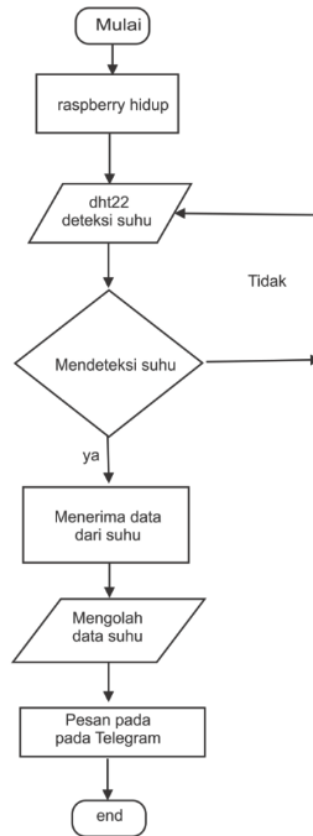 Mulai
raspberry hidup
dht22
deteksi suhu
Tidak
Mendeteksi suhu
ya
Menerima data
dari suhu
Mengolah
data suhu
Pesan pada
pada Telegram
end